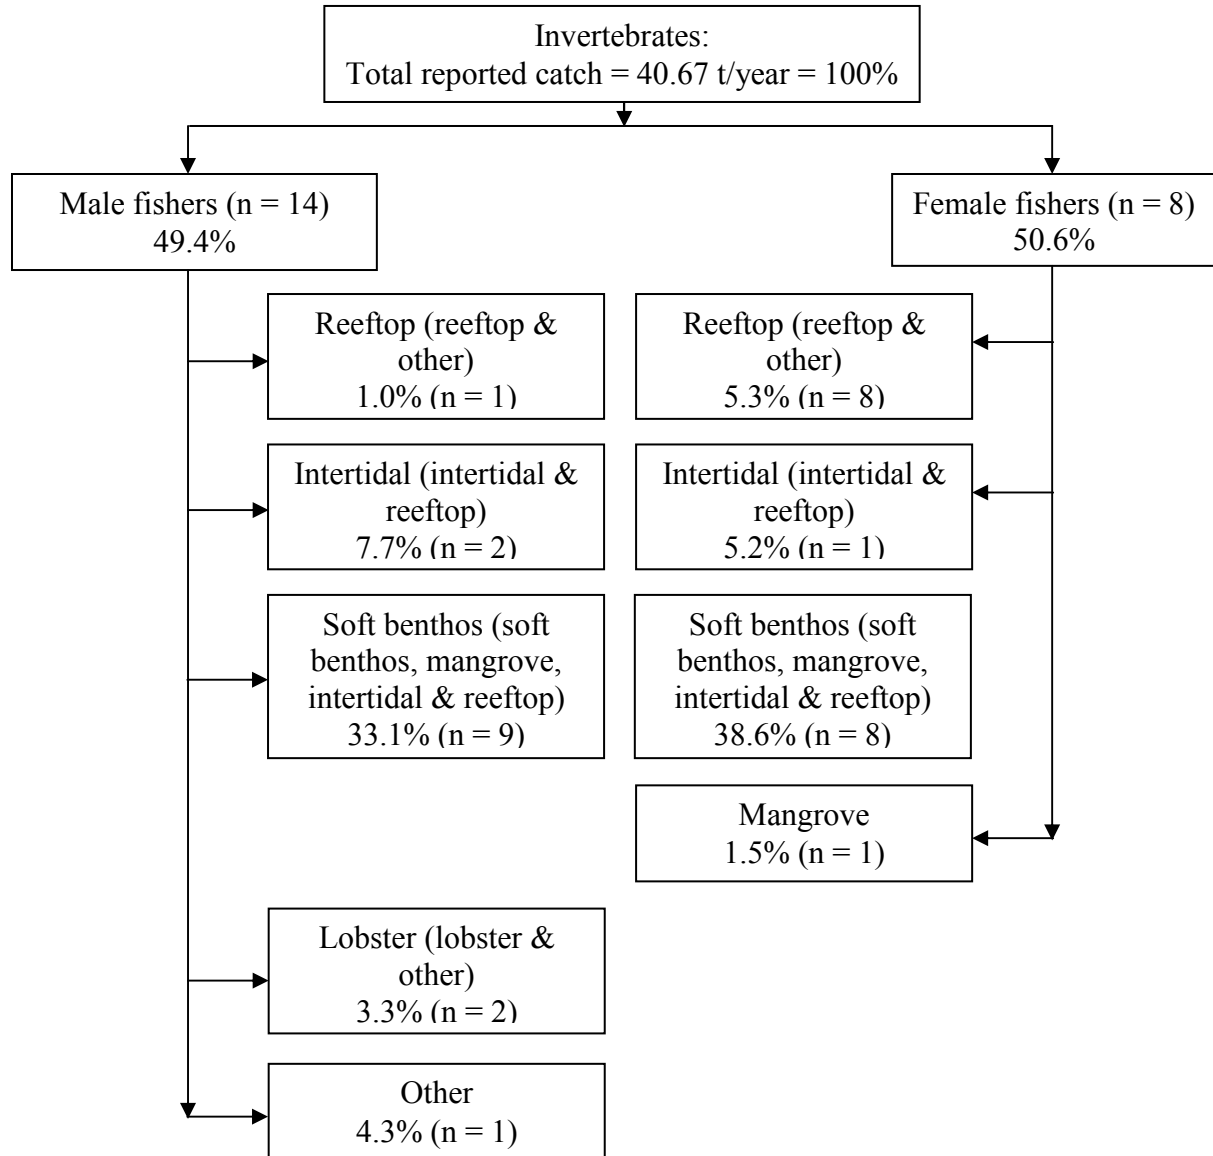 Invertebrates:
Total reported catch = 40.67 t/year = 100%
Male fishers (n = 14)
49.4%
Female fishers (n = 8)
50.6%
Reeftop (reeftop &
other)
1.0% (n = 1)
Reeftop (reeftop &
other)
5.3% (n = 8)
Intertidal (intertidal &
reeftop)
7.7% (n = 2)
Intertidal (intertidal &
reeftop)
5.2% (n = 1)
Soft benthos (soft
benthos, mangrove,
intertidal & reeftop)
33.1% (n = 9)
Soft benthos (soft
benthos, mangrove,
intertidal & reeftop)
38.6% (n = 8)
Mangrove
1.5% (n = 1)
Lobster (lobster &
other)
3.3% (n = 2)
Other
4.3% (n = 1)